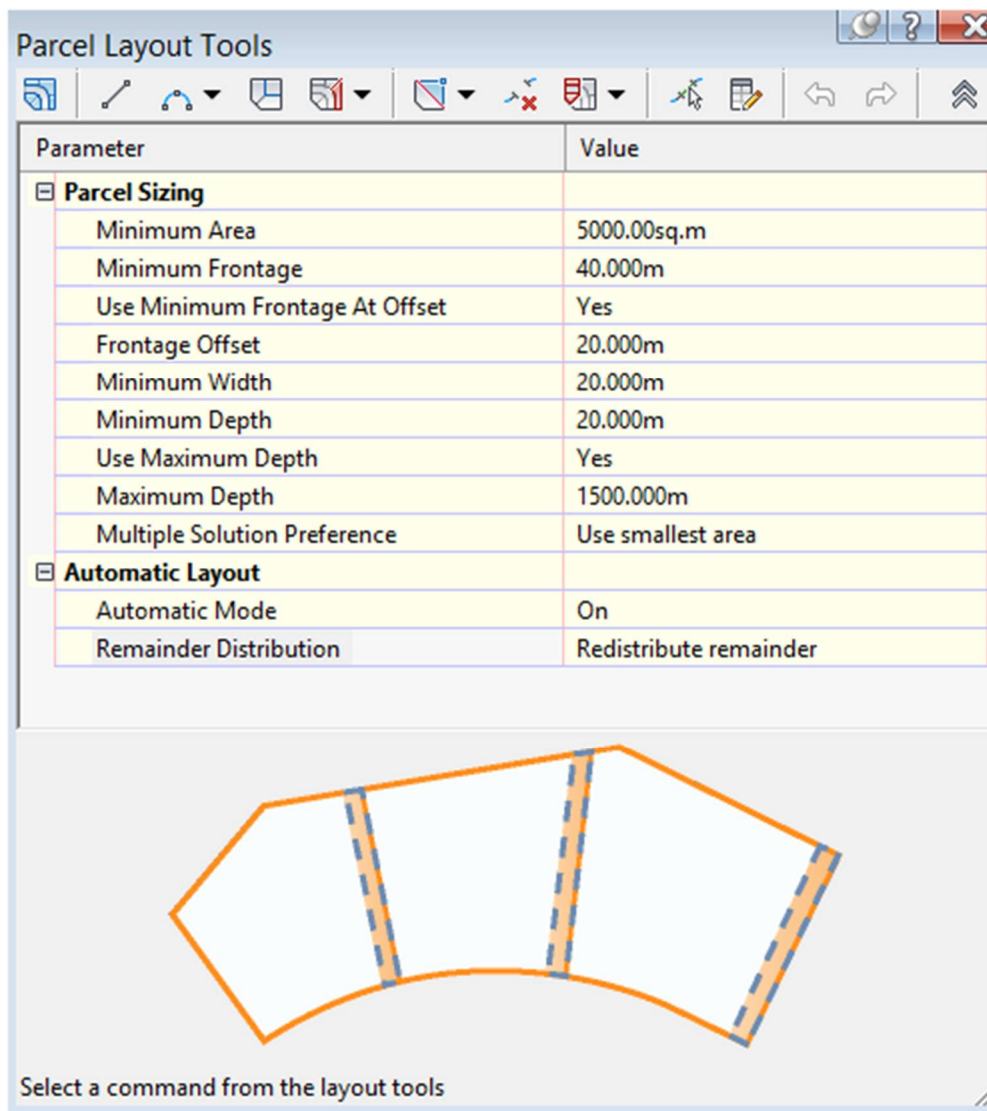 Parcel Layout Tools
Parameter Value
Parcel Sizing
Minimum Area 5000.00sq.m
Minimum Frontage 40.000m
Use Minimum Frontage At Offset Yes
Frontage Offset 20.000m
Minimum Width 20.000m
Minimum Depth 20.000m
Use Maximum Depth Yes
Maximum Depth 1500.000m
Multiple Solution Preference Use smallest area
Automatic Layout
Automatic Mode On
Remainder Distribution Redistribute remainder
Select a command from the layout tools